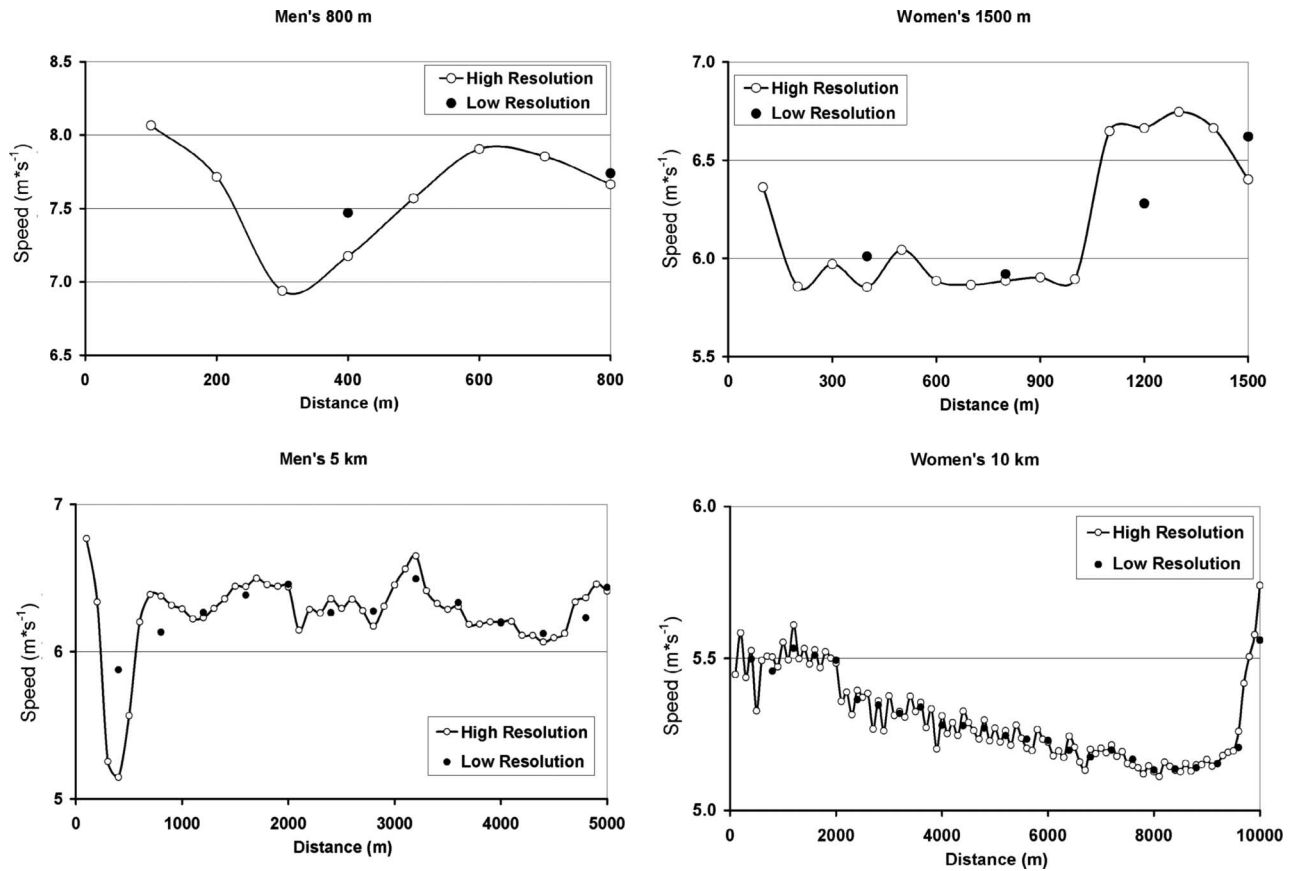 Men's 800 m
8.5
8.0
7.5
7.0
6.5
Speed (m*s-1)
High Resolution
Low Resolution
0 200 400 600 800
Distance (m)
Women's 1500 m
7.0
6.5
6.0
5.5
Speed (m*s-1)
High Resolution
Low Resolution
0 300 600 900 1200 1500
Distance (m)
Men's 5 km
7
6
5
Speed (m*s-1)
High Resolution
Low Resolution
0 1000 2000 3000 4000 5000
Distance (m)
Women's 10 km
6.0
5.5
5.0
Speed (m*s-1)
High Resolution
Low Resolution
0 2000 4000 6000 8000 10000
Distance (m)